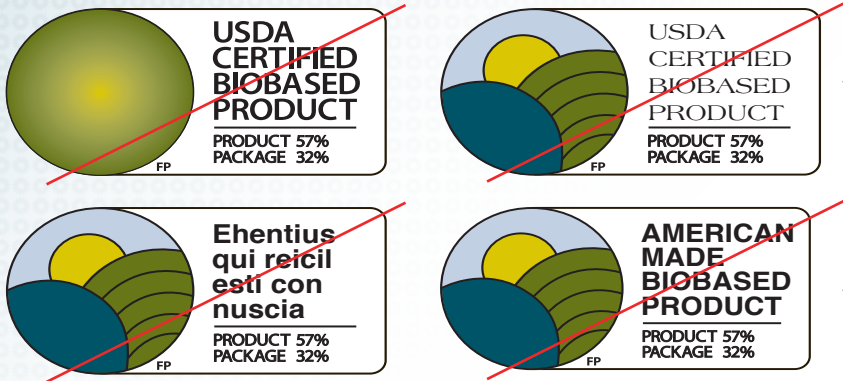 USDA
CERTIFIED
BIOBASED
PRODUCT
PRODUCT 57%
PACKAGE 32%
FP
USDA
CERTIFIED
BIOBASED
PRODUCT
PRODUCT 57%
PACKAGE 32%
FP
Ehentius
qui reicil
esti con
nuscia
PRODUCT 57%
PACKAGE 32%
FP
AMERICAN
MADE
BIOBASED
PRODUCT
PRODUCT 57%
PACKAGE 32%
FP